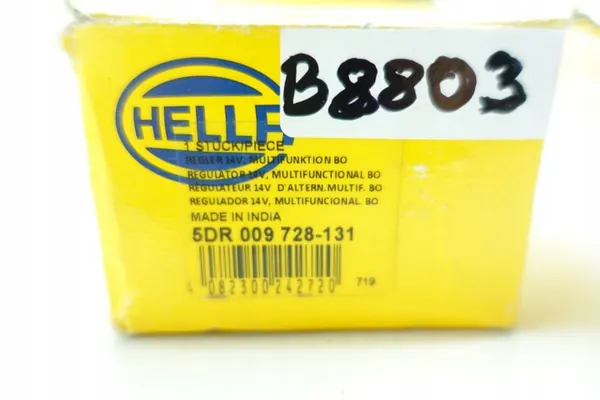 B8803
HELLA
1 STUCK/PIECE
REGLER 14V, MULTIFUNKTION BO
REGULATOR 14V, MULTIFUNCTIONAL BO
REGULATEUR 14V D'ALTERN.MULTIF. BO
REGULADOR 14V, MULTIFUNCIONAL. BO
MADE IN INDIA
5DR 009 728-131
4 082300 242720
719